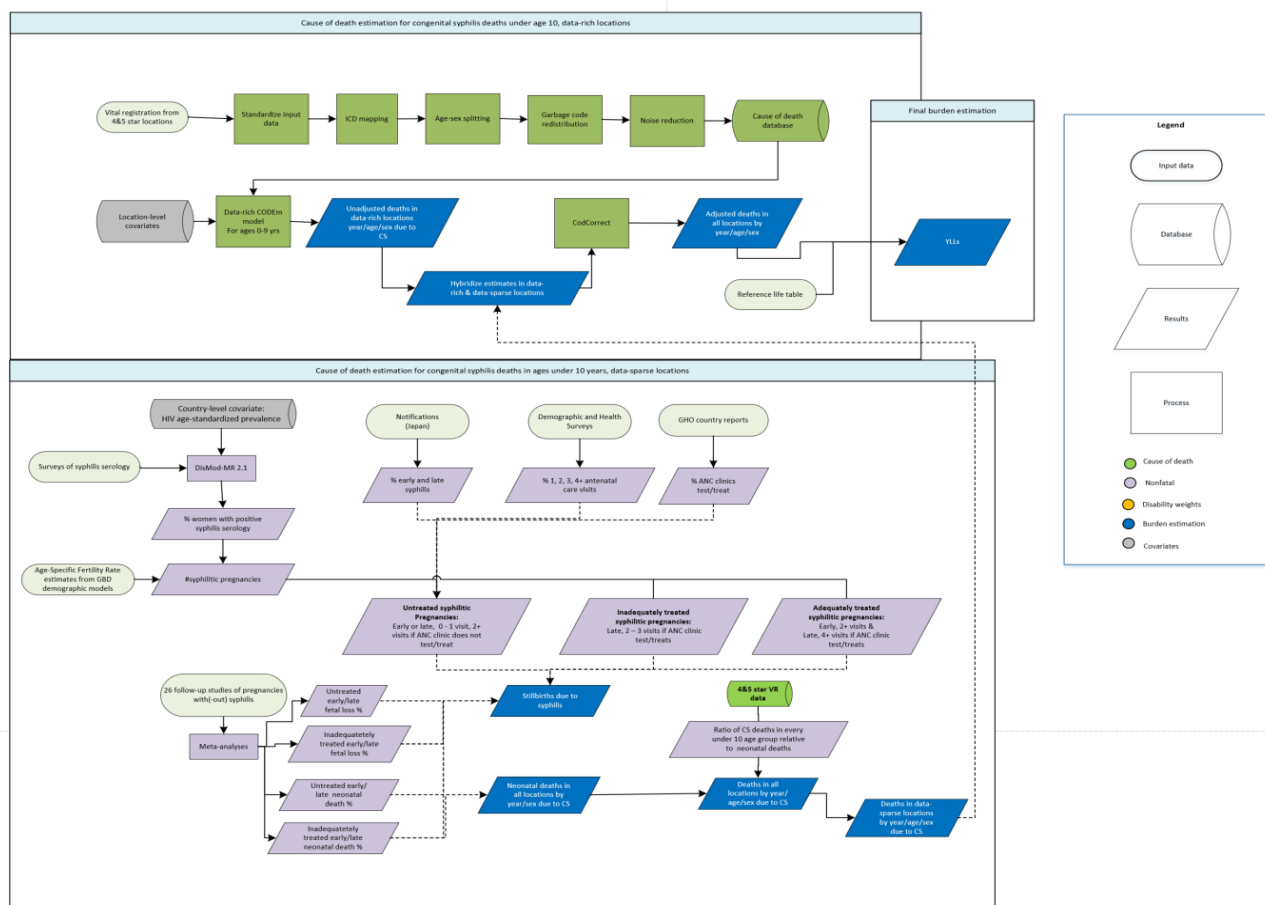 Cause of death estimation for congenital syphilis deaths under age 10, data-rich locations
Vital registration from
4&5 star locations
Standardize input
data
ICD mapping
Age-sex splitting
Garbage code
redistribution
Noise reduction
Cause of death
database
Location-level
covariates
Data-rich CODEm
model
For ages 0-9 yrs
Unadjusted deaths in
data-rich locations
year/age/sex due to
CS
Hybridize estimates in data-
rich & data-sparse locations
CodCorrect
Adjusted deaths in
all locations by
year/age/sex
Reference life table
Final burden estimation
YLLs
Legend
Input data
Database
Results
Process
Cause of death
Nonfatal
Disability weights
Burden estimation
Covariates
Cause of death estimation for congenital syphilis deaths in ages under 10 years, data-sparse locations
Country-level covariate:
HIV age-standardized prevalence
Surveys of syphilis serology
DisMod-MR 2.1
% women with positive
syphilis serology
Age-Specific Fertility Rate
estimates from GBD
demographic models
#syphilitic pregnancies
Notifications
(Japan)
Demographic and Health
Surveys
GHO country reports
% early and late
syphilis
% 1, 2, 3, 4+ antenatal
care visits
% ANC clinics
test/treat
Untreated syphilitic
Pregnancies:
Early or late, 0 - 1 visit, 2+
visits if ANC clinic does not
test/treat
Inadequately treated
syphilitic pregnancies:
Late, 2 – 3 visits if ANC clinic
test/treats
Adequately treated
syphilitic pregnancies:
Early, 2+ visits &
Late, 4+ visits if ANC clinic
test/treats
26 follow-up studies of pregnancies
with(-out) syphilis
Meta-analyses
Untreated
early/late
fetal loss %
Inadequatetely
treated early/late
fetal loss %
Untreated early/
late neonatal
death %
Inadequatetely
treated early/late
neonatal death %
Stillbirths due to
syphilis
Neonatal deaths in
all locations by
year/sex due to CS
4&5 star VR
data
Ratio of CS deaths in every
under 10 age group relative
to neonatal deaths
Deaths in all
locations by year/
age/sex due to CS
Deaths in data-
sparse locations
by year/age/sex
due to CS